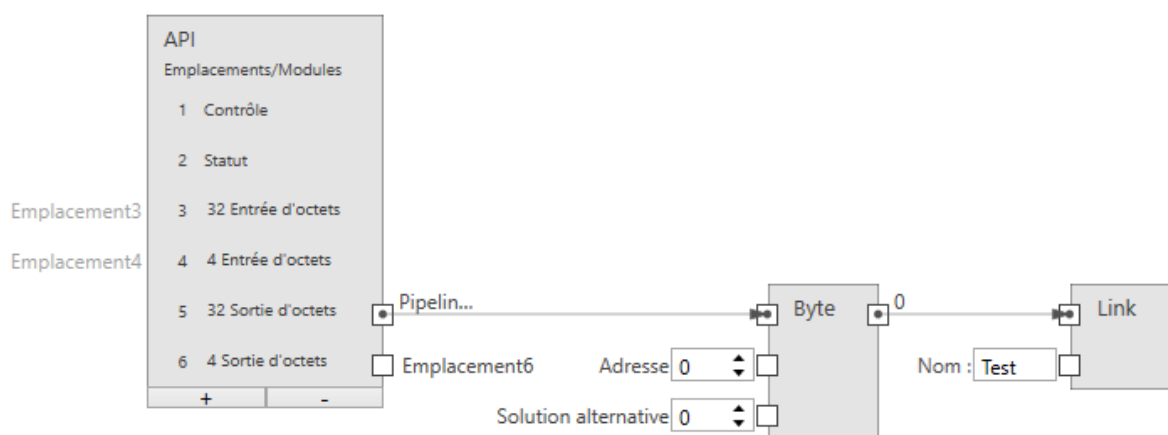 API
Emplacements/Modules
1 Contrôle
2 Statut
Emplacement3 3 32 Entrée d'octets
Emplacement4 4 4 Entrée d'octets
5 32 Sortie d'octets Pipelin... Byte 0 Link
6 4 Sortie d'octets Emplacement6 Adresse 0 Nom : Test
+ -
Solution alternative 0